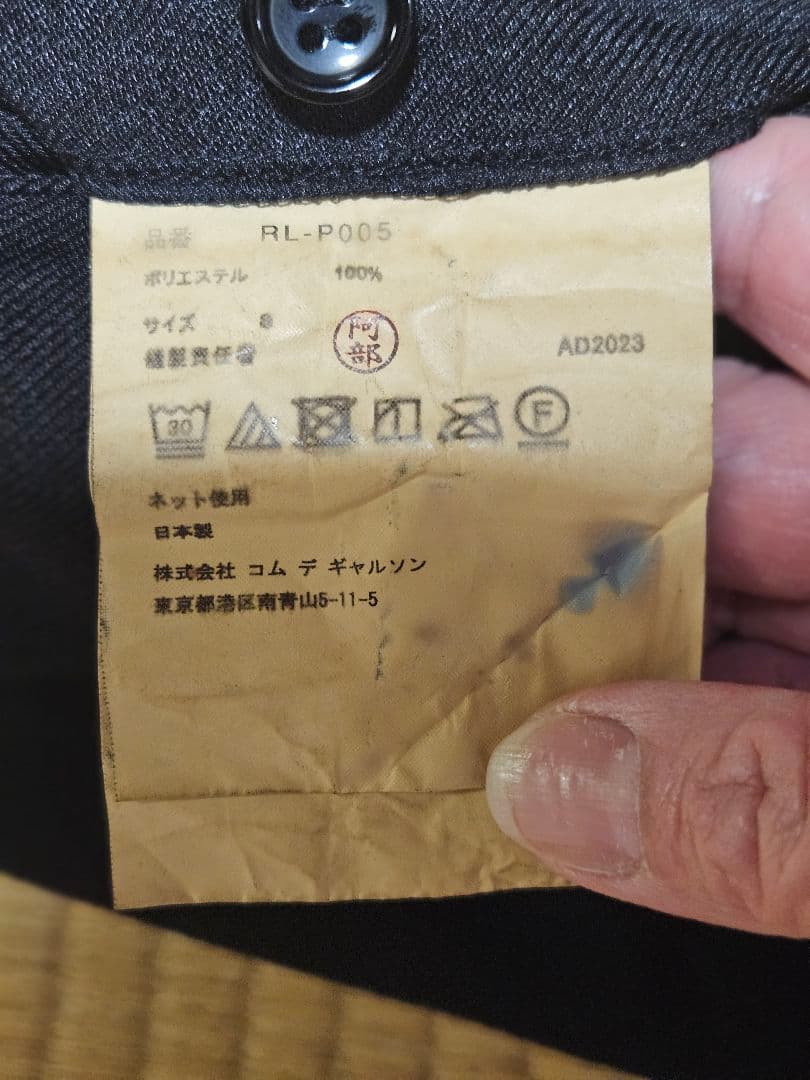 品番 RL-P005
ポリエステル 100%
サイズ
縫製責任者 阿部 AD2023
30 F
ネット使用
日本製
株式会社 コム デ ギャルソン
東京都港区南青山5-11-5